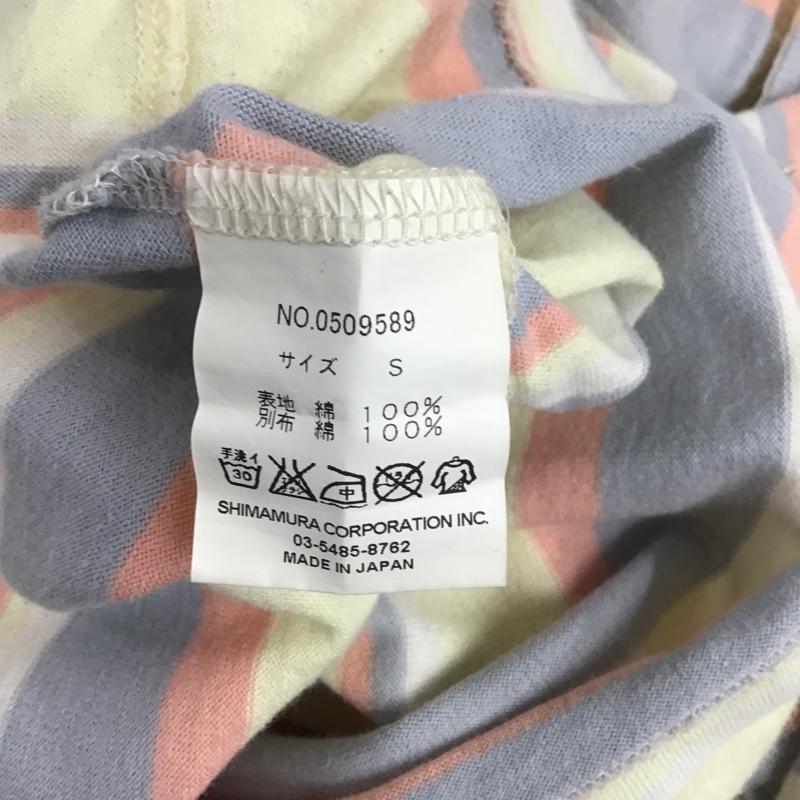 NO.0509589
サイズ S
表地 綿 100%
別布 綿 100%
手洗イ
30 中
SHIMAMURA CORPORATION INC.
03-5485-8762
MADE IN JAPAN